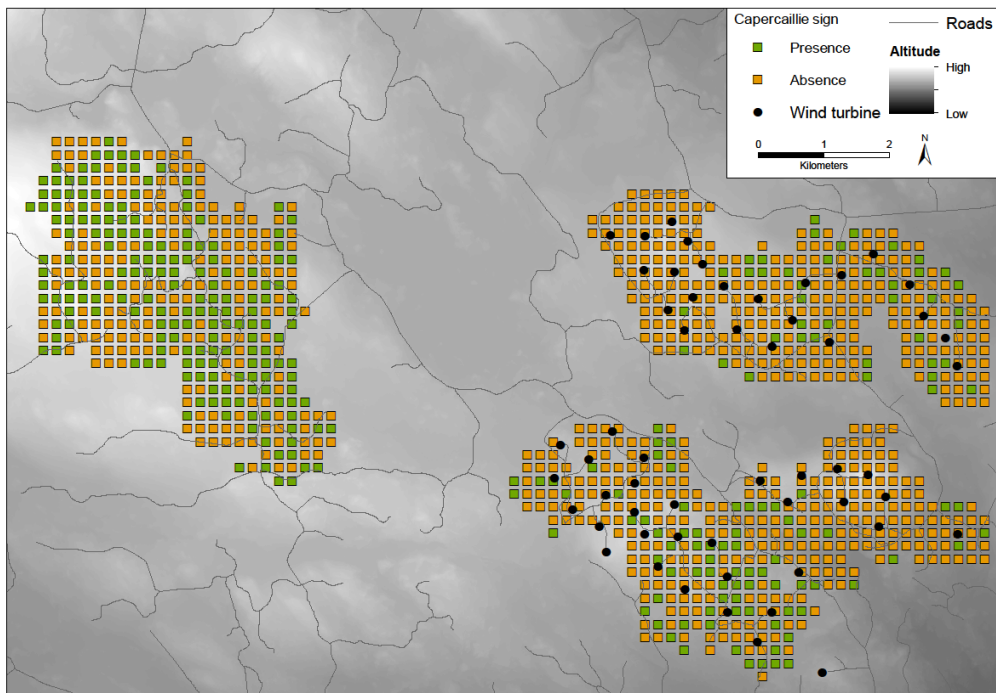 Capercaillie sign
Presence
Absence
Wind turbine
0 1 2
Kilometers
Roads
Altitude
High
Low
N